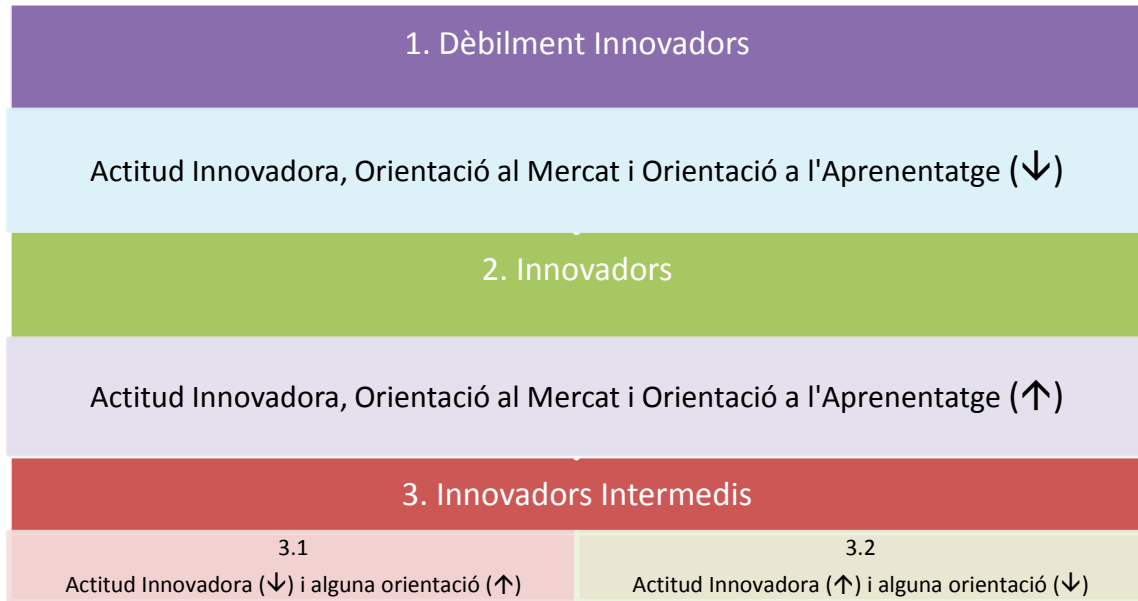 1. Dèbilment Innovadors
Actitud Innovadora, Orientació al Mercat i Orientació a l'Aprenentatge (↓)
2. Innovadors
Actitud Innovadora, Orientació al Mercat i Orientació a l'Aprenentatge (↑)
3. Innovadors Intermedis
3.1
Actitud Innovadora (↓) i alguna orientació (↑)
3.2
Actitud Innovadora (↑) i alguna orientació (↓)